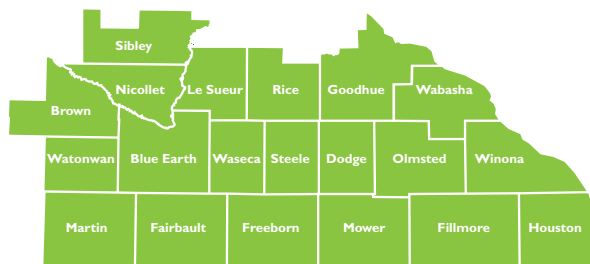 Sibley
Nicollet
Le Sueur
Rice
Goodhue
Wabasha
Brown
Watonwan
Blue Earth
Waseca
Steele
Dodge
Olmsted
Winona
Martin
Fairbault
Freeborn
Mower
Fillmore
Houston